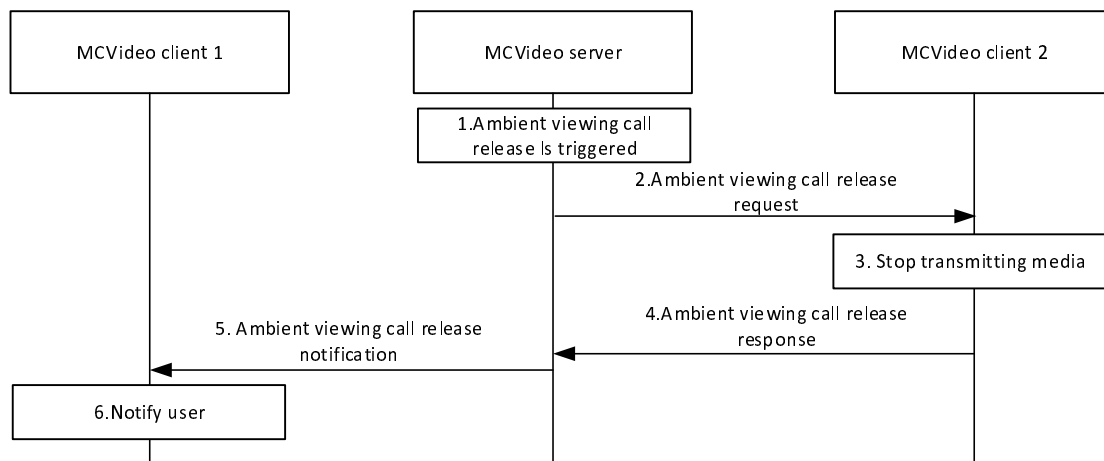 MCVideo client 1
MCVideo server
MCVideo client 2
1.Ambient viewing call
release Is triggered
2.Ambient viewing call release
request
3. Stop transmitting media
4.Ambient viewing call release
response
5. Ambient viewing call release
notification
6.Notify user